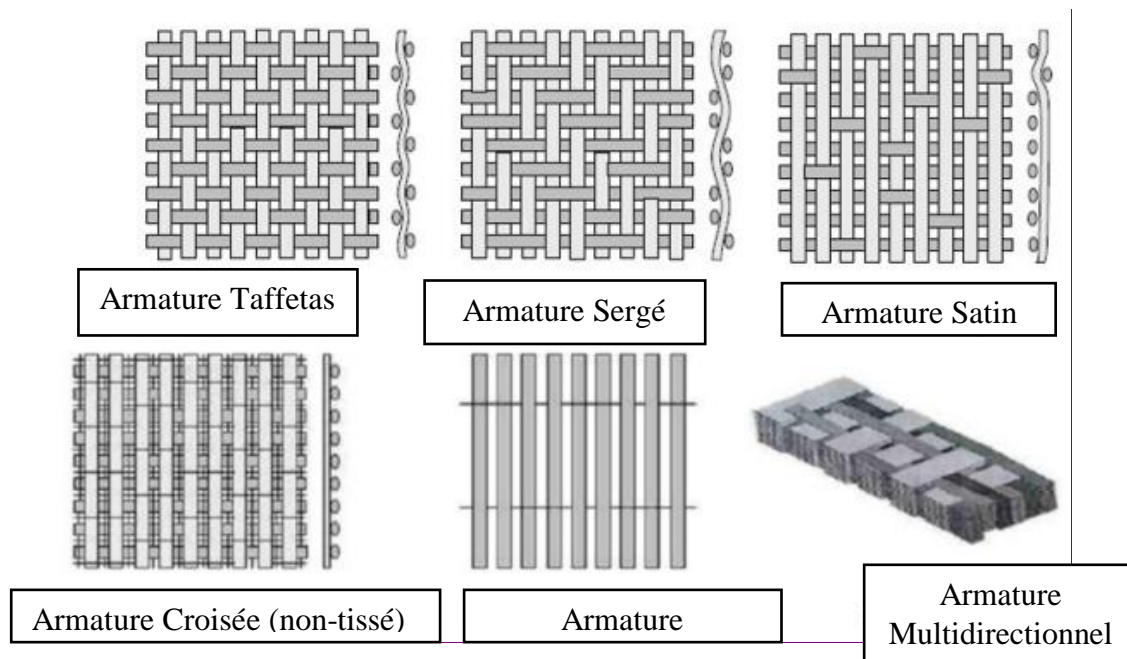 Armature Taffetas
Armature Sergé
Armature Satin
Armature Croisée (non-tissé)
Armature
Armature
Multidirectionnel